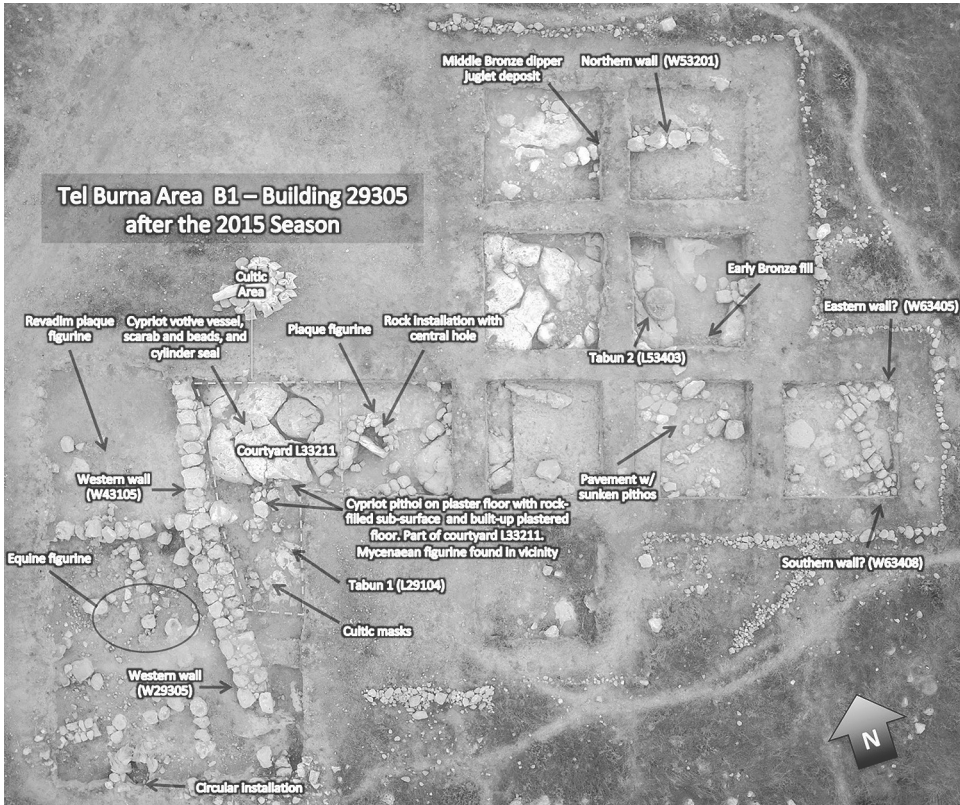 Middle Bronze dipper
juglet deposit
Northern wall (W53201)
Tel Burna Area B1 – Building 29305
after the 2015 Season
Cultic
Area
Early Bronze fill
Eastern wall? (W63405)
Revadim plaque
figurine
Cypriot votive vessel,
scarab and beads, and
cylinder seal
Plaque figurine
Rock installation with
central hole
Tabun 2 (L53403)
Courtyard L33211
Western wall
(W43105)
Pavement w/
sunken pithos
Cypriot pithoi on plaster floor with rock-
filled sub-surface and built-up plastered
floor. Part of courtyard L33211.
Mycenaean figurine found in vicinity
Equine figurine
Southern wall? (W63408)
Tabun 1 (L29104)
Cultic masks
Western wall
(W29305)
N
Circular installation